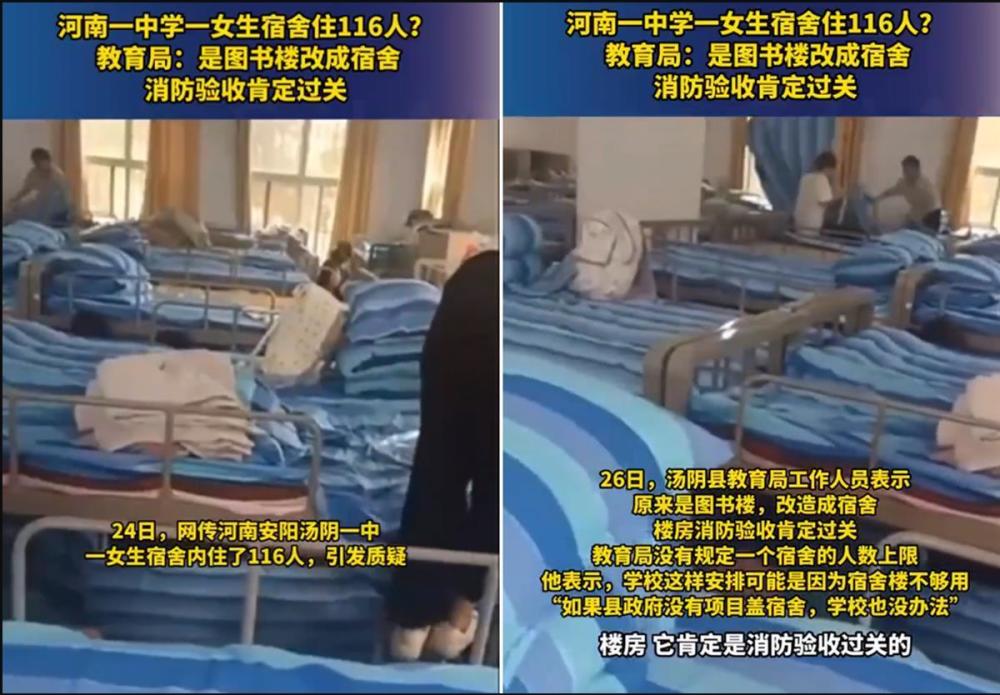 河南一中学一女生宿舍住116人？
教育局：是图书楼改成宿舍
消防验收肯定过关
24日，网传河南安阳汤阴一中
一女生宿舍内住了116人，引发质疑
河南一中学一女生宿舍住116人？
教育局：是图书楼改成宿舍
消防验收肯定过关
26日，汤阴县教育局工作人员表示
原来是图书楼，改造成宿舍
楼房消防验收肯定过关
教育局没有规定一个宿舍的人数上限
他表示，学校这样安排可能是因为宿舍楼不够用
“如果县政府没有项目盖宿舍，学校也没办法”
楼房 它肯定是消防验收过关的